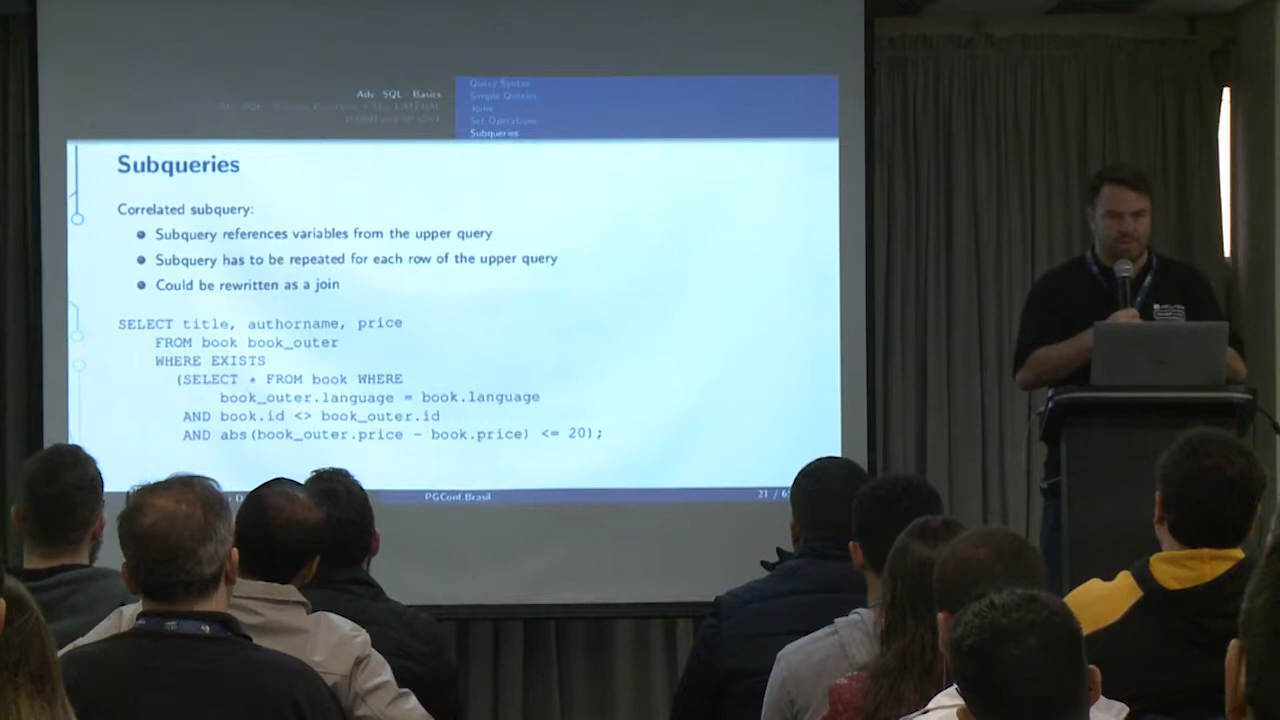 Adv. SQL: Basics
Query Syntax
Simple Queries
Joins
Set Operations
Subqueries
Subqueries
Correlated subquery:
Subquery references variables from the upper query
Subquery has to be repeated for each row of the upper query
Could be rewritten as a join
SELECT title, authorname, price
FROM book book_outer
WHERE EXISTS
(SELECT * FROM book WHERE
book_outer.language = book.language
AND book.id <> book_outer.id
AND abs(book_outer.price - book.price) <= 20);
PGConf.Brasil
21 /